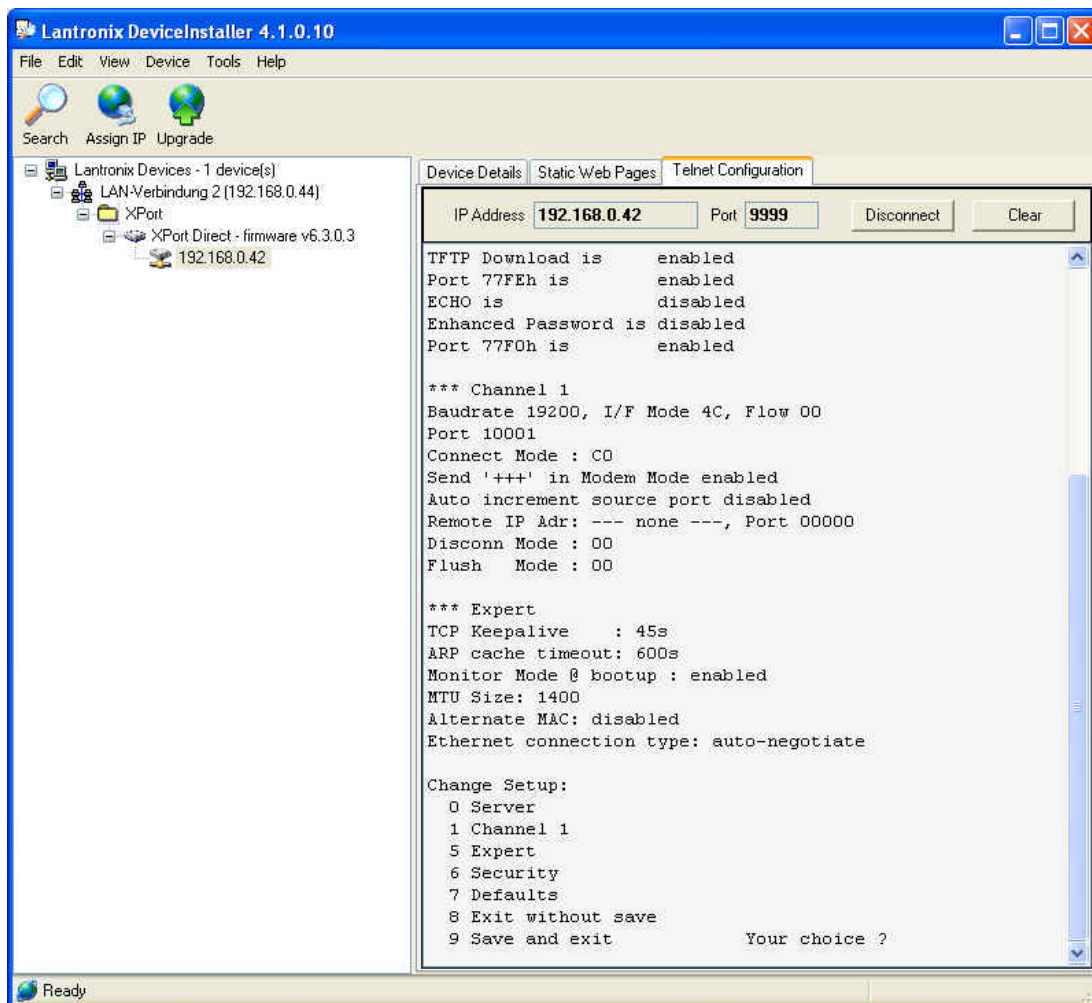 Lantronix DeviceInstaller 4.1.0.10
File Edit View Device Tools Help
Search Assign IP Upgrade
Lantronix Devices - 1 device(s)
LAN-Verbindung 2 (192.168.0.44)
XPort
XPort Direct - firmware v6.3.0.3
192.168.0.42
Device Details Static Web Pages Telnet Configuration
IP Address 192.168.0.42 Port 9999 Disconnect Clear
TFTP Download is enabled
Port 77FEh is enabled
ECHO is disabled
Enhanced Password is disabled
Port 77F0h is enabled
*** Channel 1
Baudrate 19200, I/F Mode 4C, Flow 00
Port 10001
Connect Mode : C0
Send '+++' in Modem Mode enabled
Auto increment source port disabled
Remote IP Adr: --- none ---, Port 00000
Disconn Mode : 00
Flush Mode : 00
*** Expert
TCP Keepalive : 45s
ARP cache timeout: 600s
Monitor Mode @ bootup : enabled
MTU Size: 1400
Alternate MAC: disabled
Ethernet connection type: auto-negotiate
Change Setup:
0 Server
1 Channel 1
5 Expert
6 Security
7 Defaults
8 Exit without save
9 Save and exit Your choice ?
Ready